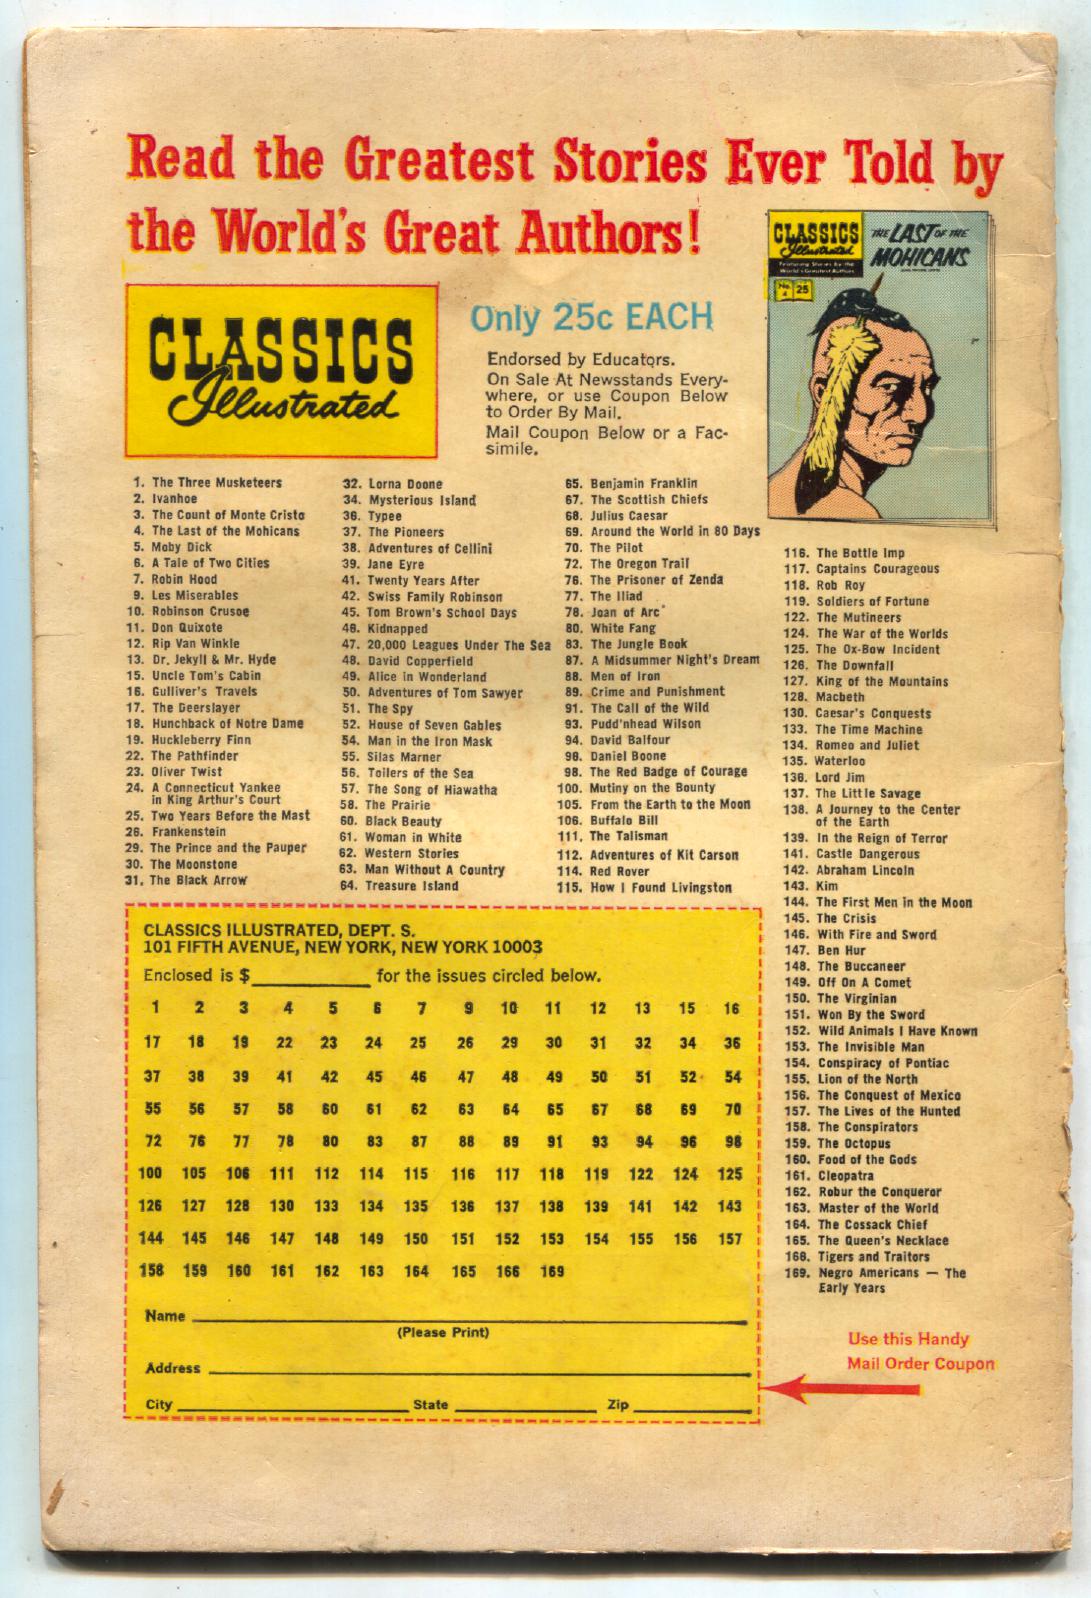 Read the Greatest Stories Ever Told by
the World's Great Authors!
CLASSICS
Illustrated
Only 25c EACH
Endorsed by Educators.
On Sale At Newsstands Every-
where, or use Coupon Below
to Order By Mail.
Mail Coupon Below or a Fac-
simile.
CLASSICS
Illustrated
Featuring Stories by the
World's Greatest Authors
No. 4
25
THE LAST OF THE
MOHICANS
1. The Three Musketeers
2. Ivanhoe
3. The Count of Monte Cristo
4. The Last of the Mohicans
5. Moby Dick
6. A Tale of Two Cities
7. Robin Hood
9. Les Miserables
10. Robinson Crusoe
11. Don Quixote
12. Rip Van Winkle
13. Dr. Jekyll & Mr. Hyde
15. Uncle Tom's Cabin
16. Gulliver's Travels
17. The Deerslayer
18. Hunchback of Notre Dame
19. Huckleberry Finn
22. The Pathfinder
23. Oliver Twist
24. A Connecticut Yankee
in King Arthur's Court
25. Two Years Before the Mast
26. Frankenstein
29. The Prince and the Pauper
30. The Moonstone
31. The Black Arrow
32. Lorna Doone
34. Mysterious Island
36. Typee
37. The Pioneers
38. Adventures of Cellini
39. Jane Eyre
41. Twenty Years After
42. Swiss Family Robinson
45. Tom Brown's School Days
46. Kidnapped
47. 20,000 Leagues Under The Sea
48. David Copperfield
49. Alice in Wonderland
50. Adventures of Tom Sawyer
51. The Spy
52. House of Seven Gables
54. Man in the Iron Mask
55. Silas Marner
56. Toilers of the Sea
57. The Song of Hiawatha
58. The Prairie
60. Black Beauty
61. Woman in White
62. Western Stories
63. Man Without A Country
64. Treasure Island
65. Benjamin Franklin
67. The Scottish Chiefs
68. Julius Caesar
69. Around the World in 80 Days
70. The Pilot
72. The Oregon Trail
76. The Prisoner of Zenda
77. The Iliad
78. Joan of Arc
80. White Fang
83. The Jungle Book
87. A Midsummer Night's Dream
88. Men of Iron
89. Crime and Punishment
91. The Call of the Wild
93. Pudd'nhead Wilson
94. David Balfour
96. Daniel Boone
98. The Red Badge of Courage
100. Mutiny on the Bounty
105. From the Earth to the Moon
106. Buffalo Bill
111. The Talisman
112. Adventures of Kit Carson
114. Red Rover
115. How I Found Livingston
116. The Bottle Imp
117. Captains Courageous
118. Rob Roy
119. Soldiers of Fortune
122. The Mutineers
124. The War of the Worlds
125. The Ox-Bow Incident
126. The Downfall
127. King of the Mountains
128. Macbeth
130. Caesar's Conquests
133. The Time Machine
134. Romeo and Juliet
135. Waterloo
136. Lord Jim
137. The Little Savage
138. A Journey to the Center
of the Earth
139. In the Reign of Terror
141. Castle Dangerous
142. Abraham Lincoln
143. Kim
144. The First Men in the Moon
145. The Crisis
146. With Fire and Sword
147. Ben Hur
148. The Buccaneer
149. Off On A Comet
150. The Virginian
151. Won By the Sword
152. Wild Animals I Have Known
153. The Invisible Man
154. Conspiracy of Pontiac
155. Lion of the North
156. The Conquest of Mexico
157. The Lives of the Hunted
158. The Conspirators
159. The Octopus
160. Food of the Gods
161. Cleopatra
162. Robur the Conqueror
163. Master of the World
164. The Cossack Chief
165. The Queen's Necklace
166. Tigers and Traitors
169. Negro Americans — The
Early Years
CLASSICS ILLUSTRATED, DEPT. S.
101 FIFTH AVENUE, NEW YORK, NEW YORK 10003
Enclosed is $ for the issues circled below.
1 2 3 4 5 6 7 9 10 11 12 13 15 16
17 18 19 22 23 24 25 26 29 30 31 32 34 36
37 38 39 41 42 45 46 47 48 49 50 51 52 54
55 56 57 58 60 61 62 63 64 65 67 68 69 70
72 76 77 78 80 83 87 88 89 91 93 94 96 98
100 105 106 111 112 114 115 116 117 118 119 122 124 125
126 127 128 130 133 134 135 136 137 138 139 141 142 143
144 145 146 147 148 149 150 151 152 153 154 155 156 157
158 159 160 161 162 163 164 165 166 169
Name
(Please Print)
Address
City State Zip
Use this Handy
Mail Order Coupon